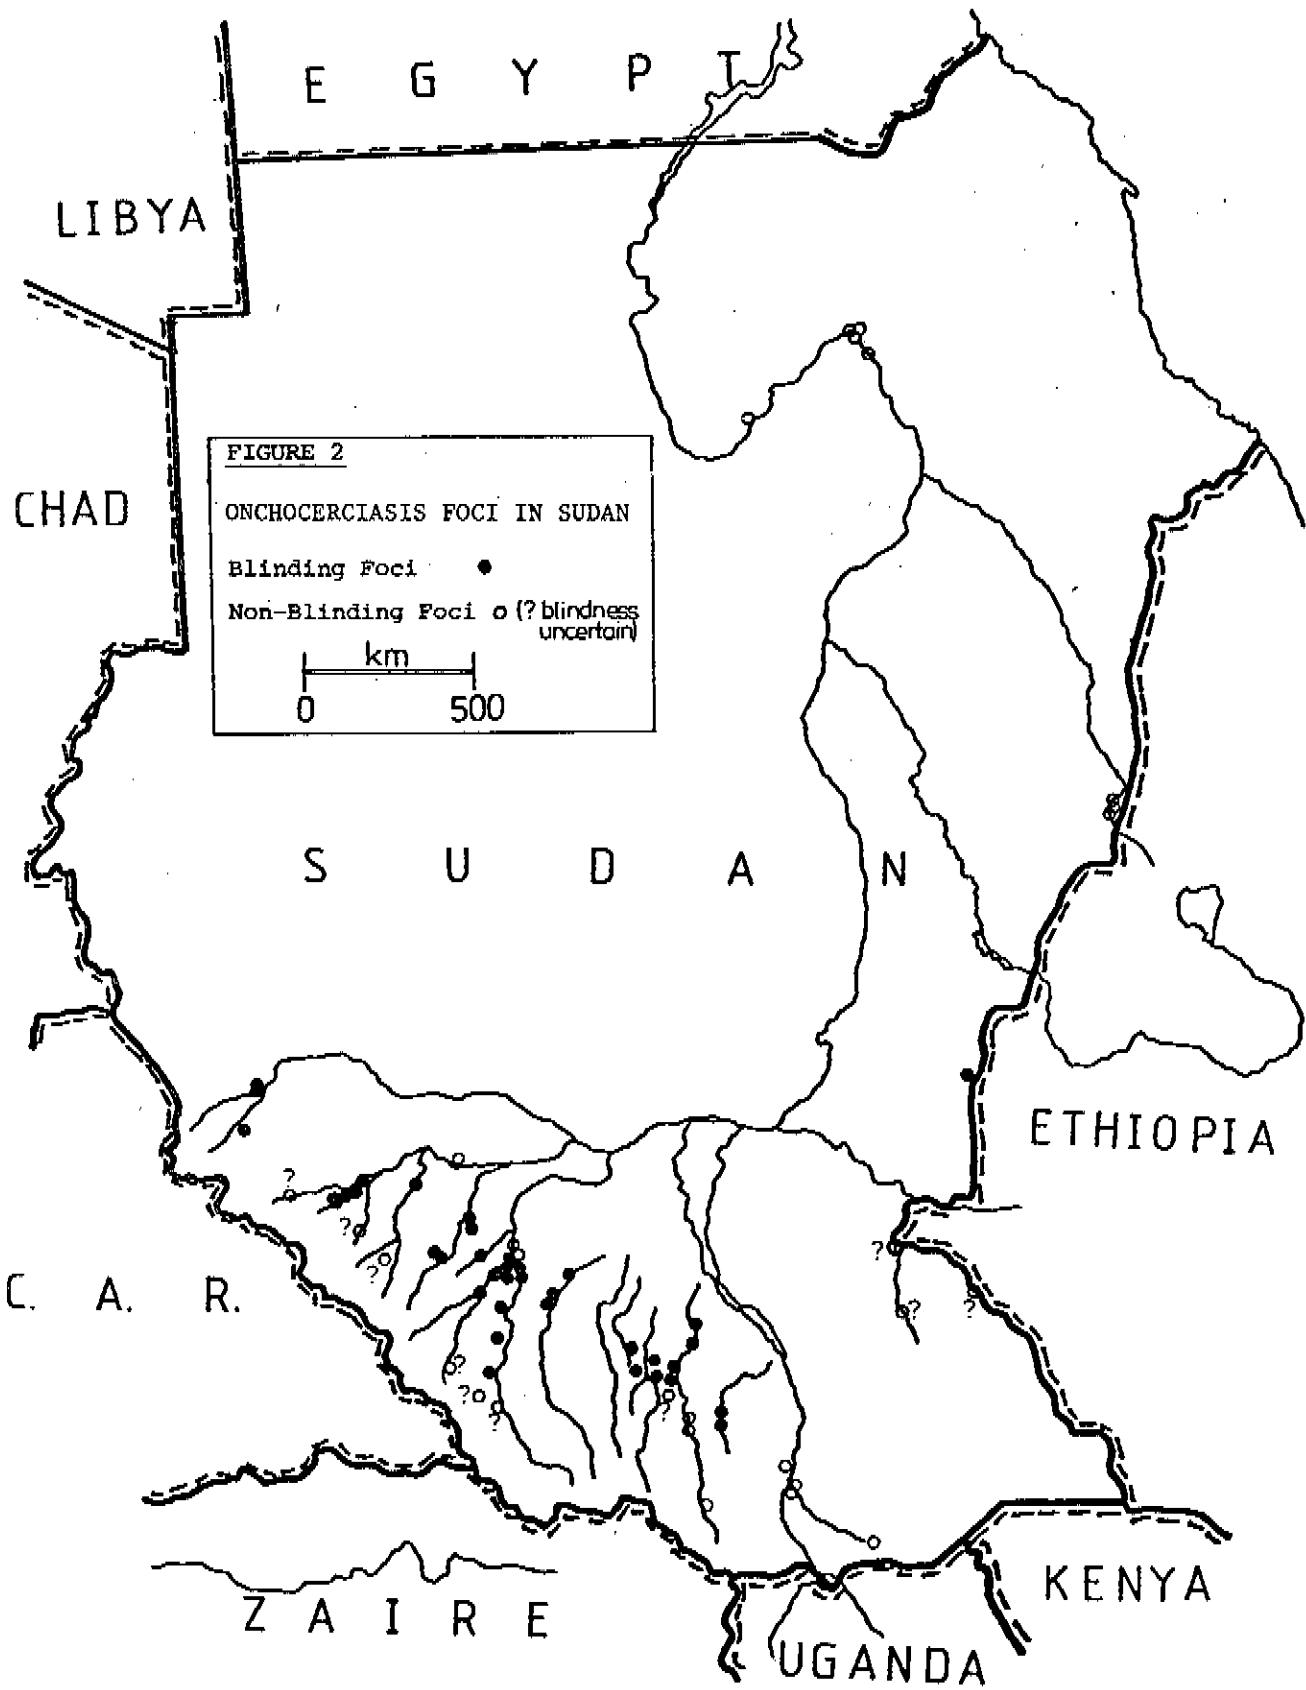 E G Y P T
LIBYA
CHAD
FIGURE 2
ONCHOCERCIASIS FOCI IN SUDAN
Blinding Foci
Non-Blinding Foci (? blindness
uncertain)
km
0 500
S U D A N
ETHIOPIA
?
?
?
?
?
?
C. A. R.
?
?
?
?
?
Z A I R E
KENYA
UGANDA